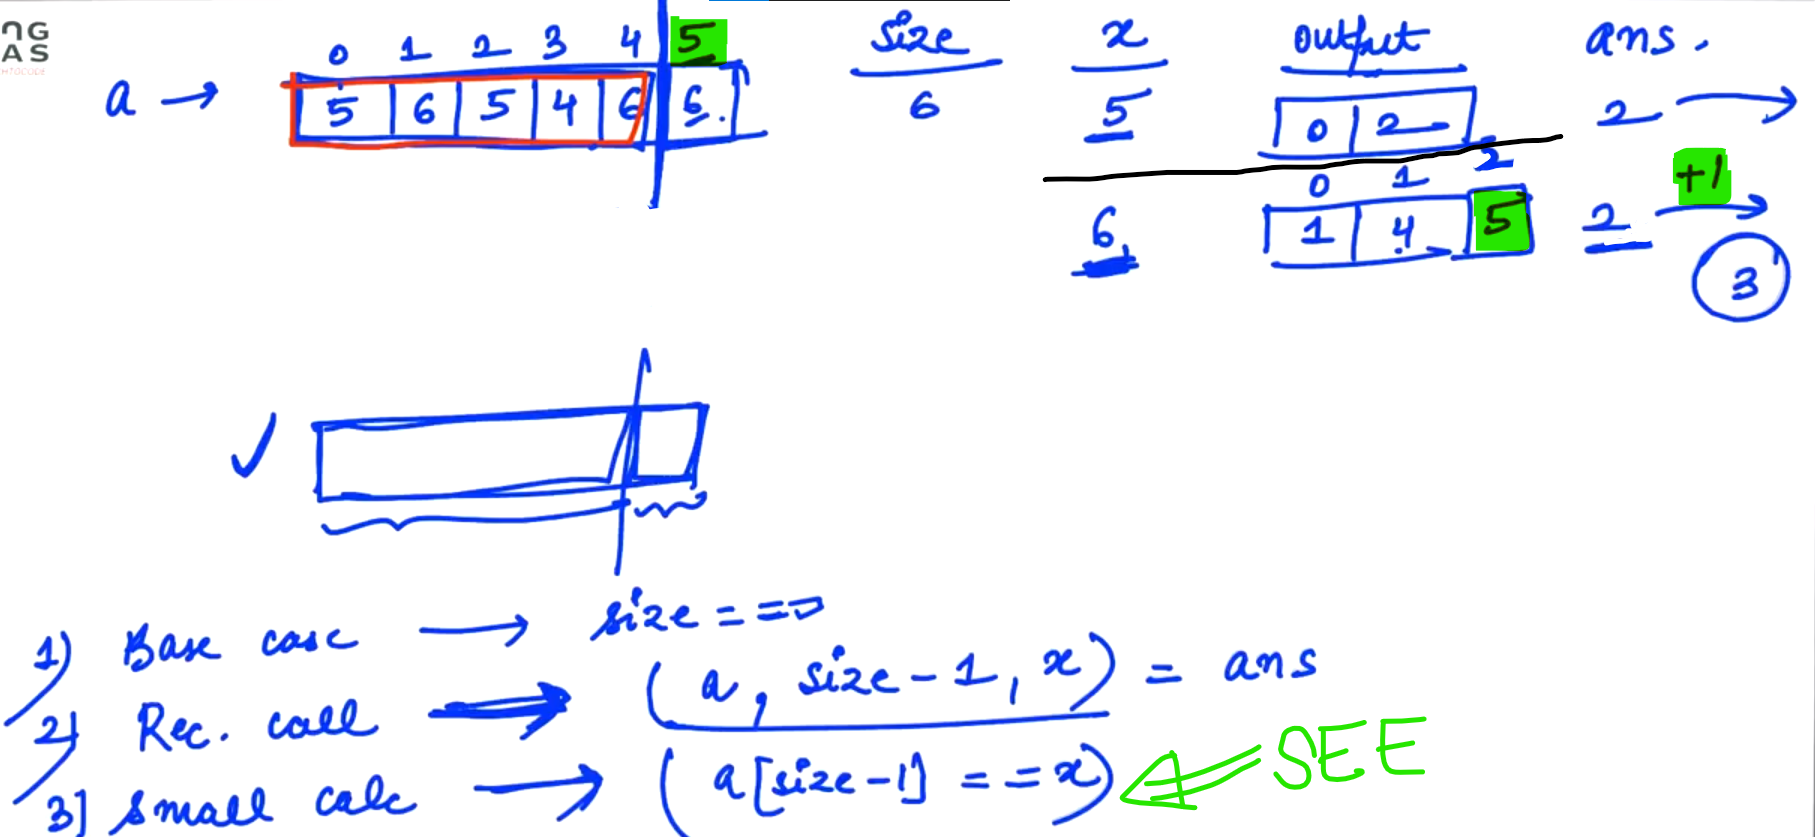 NG
AS
0 1 2 3 4 5
a → 5 6 5 4 6 6.
size x output ans.
6 5 0 2 2 →
+1
0 1 2
6, 1 4 5 2 →
3
1) Base case → size ==0
2) Rec. call → (a, size-1, x) = ans
3) Small calc → (a[size-1] == x) SEE